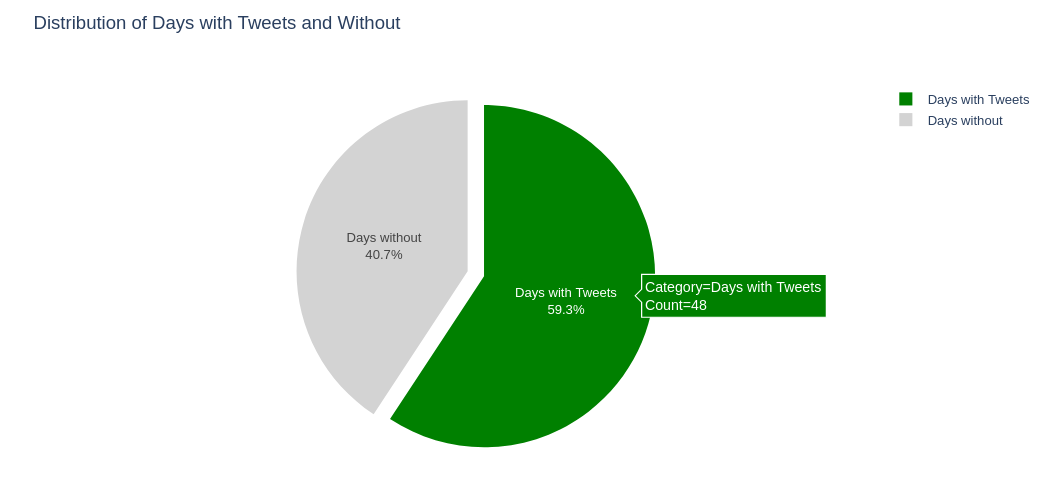 Distribution of Days with Tweets and Without
Days with Tweets
Days without
Days without
40.7%
Days with Tweets
59.3%
Category=Days with Tweets
Count=48